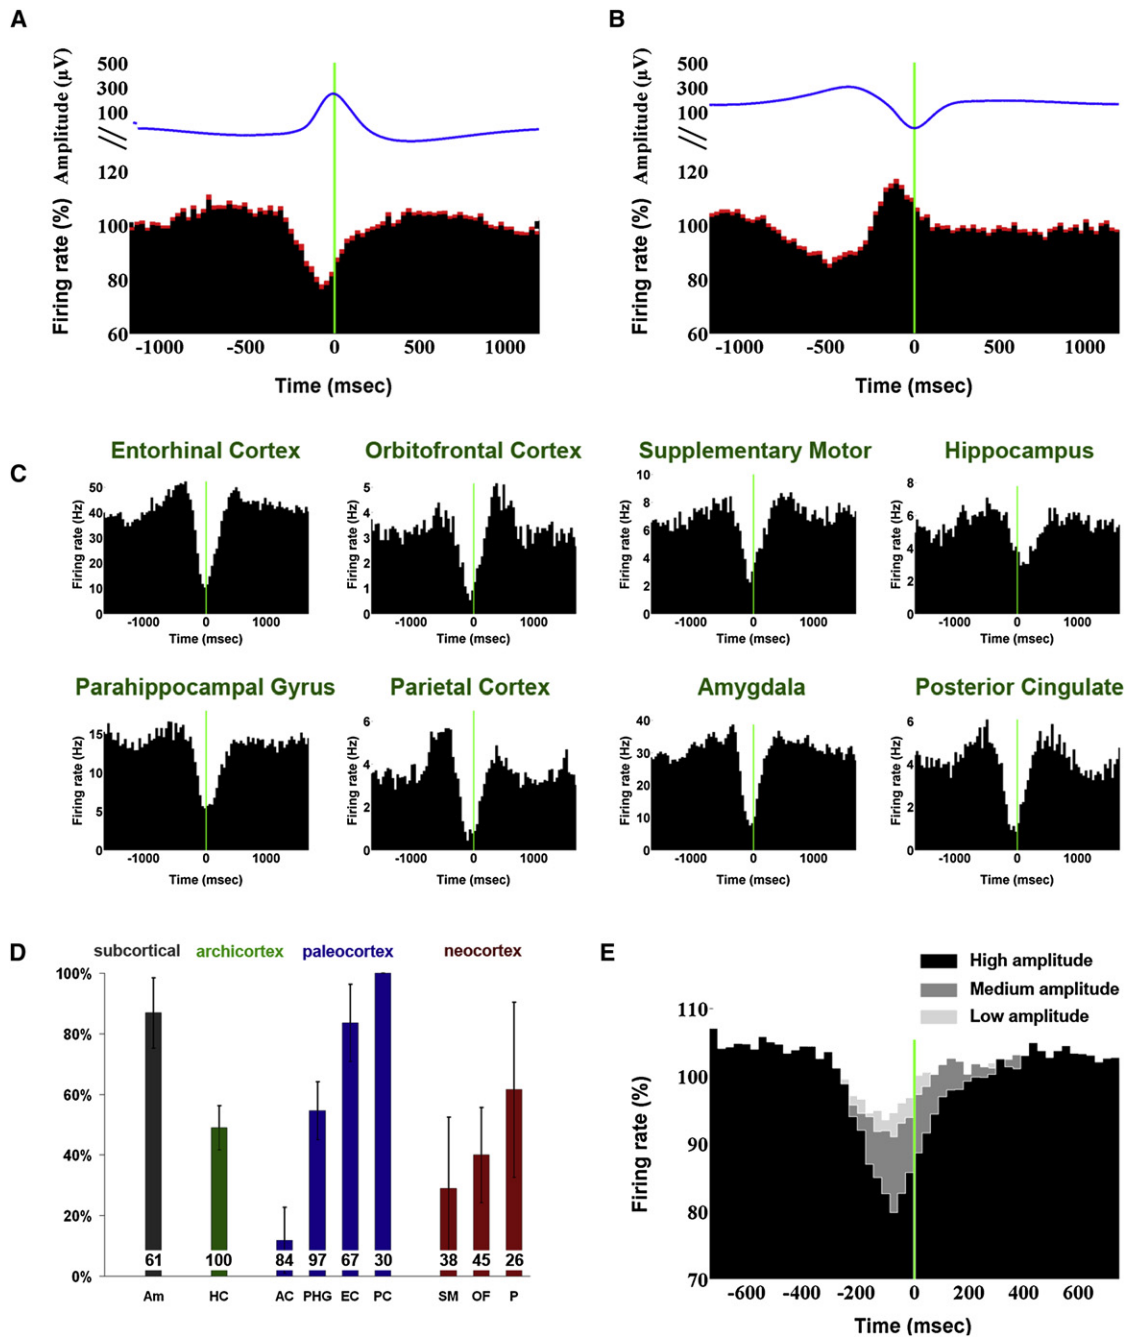 A
500
300
100
Amplitude (µV)
120
100
80
60
Firing rate (%)
-1000 -500 0 500 1000
Time (msec)
B
500
300
100
Amplitude (µV)
120
100
80
60
Firing rate (%)
-1000 -500 0 500 1000
Time (msec)
C
Entorhinal Cortex
50
40
30
20
10
0
Firing rate (Hz)
-1000 0 1000
Time (msec)
Orbitofrontal Cortex
5
4
3
2
1
0
Firing rate (Hz)
-1000 0 1000
Time (msec)
Supplementary Motor
10
8
6
4
2
0
Firing rate (Hz)
-1000 0 1000
Time (msec)
Hippocampus
8
6
4
2
0
Firing rate (Hz)
-1000 0 1000
Time (msec)
Parahippocampal Gyrus
15
10
5
0
Firing rate (Hz)
-1000 0 1000
Time (msec)
Parietal Cortex
6
4
2
0
Firing rate (Hz)
-1000 0 1000
Time (msec)
Amygdala
40
30
20
10
0
Firing rate (Hz)
-1000 0 1000
Time (msec)
Posterior Cingulate
6
4
2
0
Firing rate (Hz)
-1000 0 1000
Time (msec)
D
subcortical archicortex paleocortex neocortex
100%
80%
60%
40%
20%
0%
61 100 84 97 67 30 38 45 26
Am HC AC PHG EC PC SM OF P
E
High amplitude
Medium amplitude
Low amplitude
110
100
90
80
70
Firing rate (%)
-600 -400 -200 0 200 400 600
Time (msec)